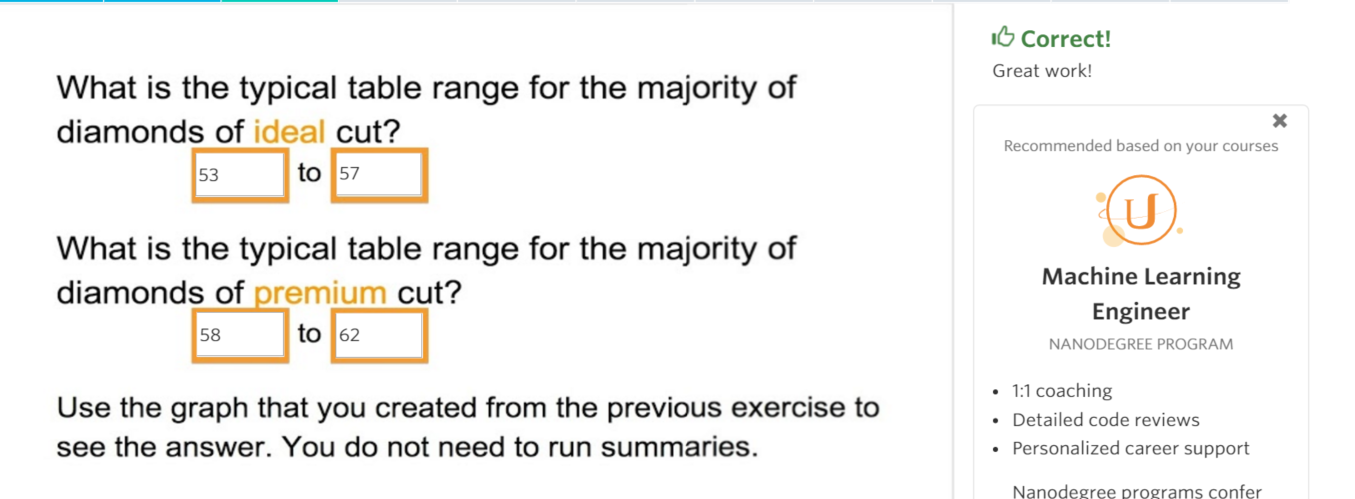 What is the typical table range for the majority of
diamonds of ideal cut?
53 to 57
What is the typical table range for the majority of
diamonds of premium cut?
58 to 62
Use the graph that you created from the previous exercise to
see the answer. You do not need to run summaries.
Correct!
Great work!
Recommended based on your courses
U
Machine Learning
Engineer
NANODEGREE PROGRAM
• 1:1 coaching
• Detailed code reviews
• Personalized career support
Nanodegree programs confer